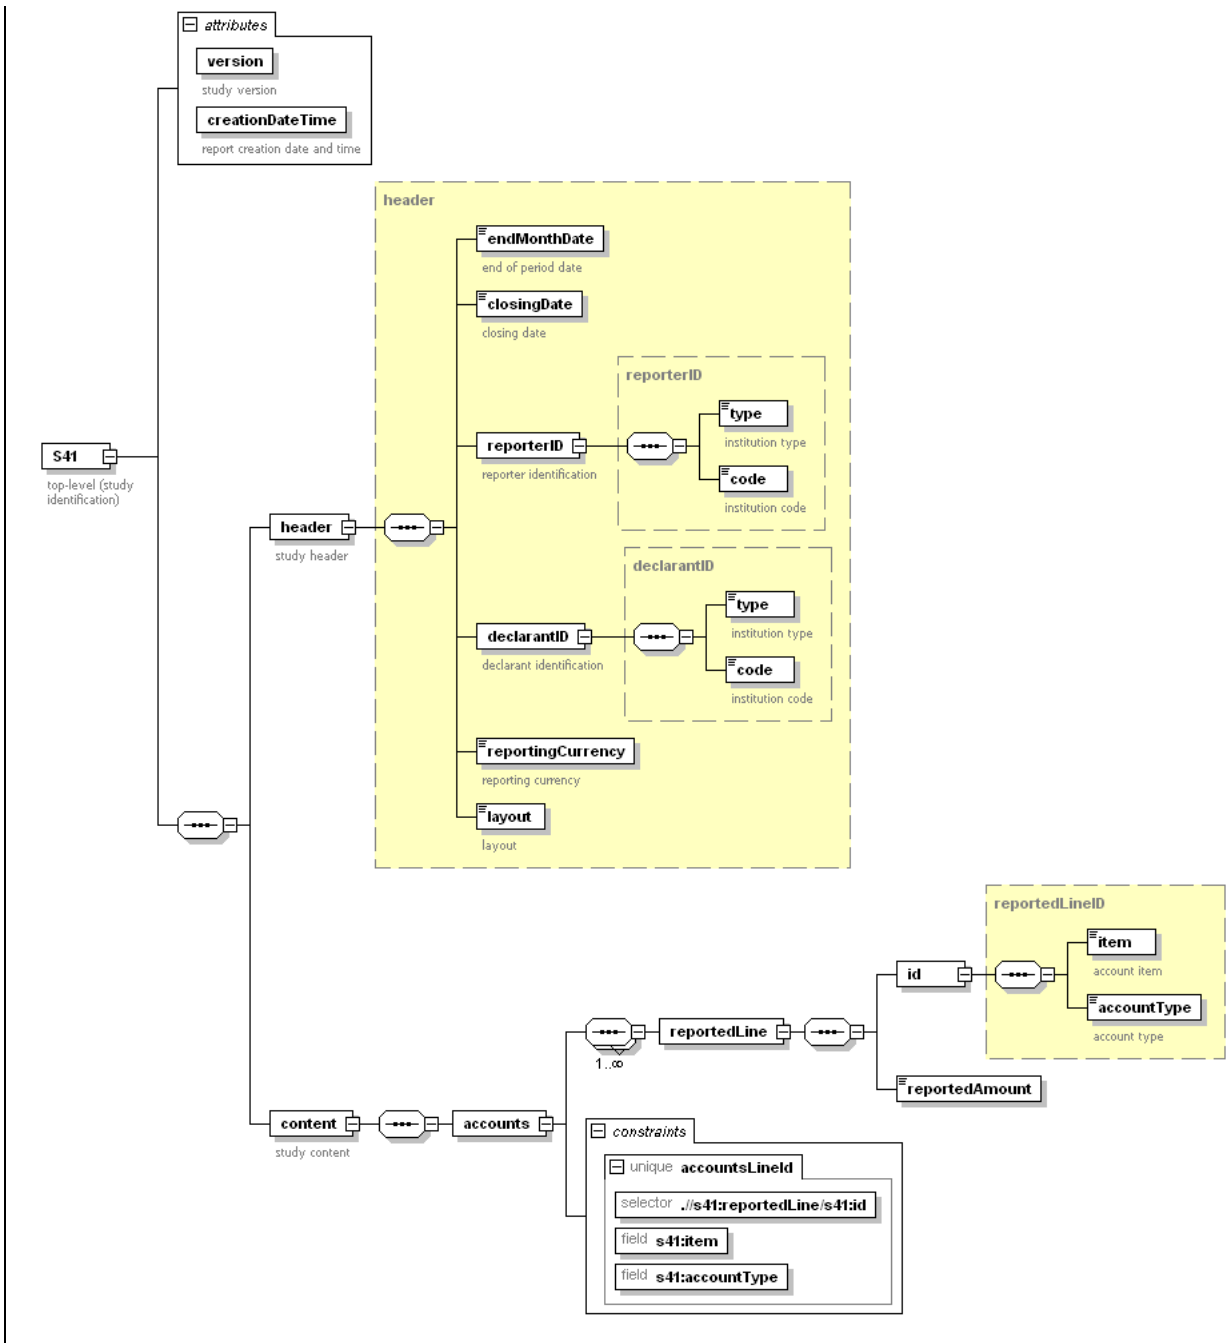 attributes
version
study version
creationDateTime
report creation date and time
header
endMonthDate
end of period date
closingDate
closing date
reporterID
type
institution type
reporterID
reporter identification
code
institution code
S41
top-level (study
identification)
header
study header
declarantID
type
institution type
declarantID
declarant identification
code
institution code
reportingCurrency
reporting currency
layout
layout
reportedLineID
item
account item
id
accountType
account type
reportedLine
1..∞
reportedAmount
content
study content
accounts
constraints
unique accountsLineId
selector .//s41:reportedLine/s41:id
field s41:item
field s41:accountType